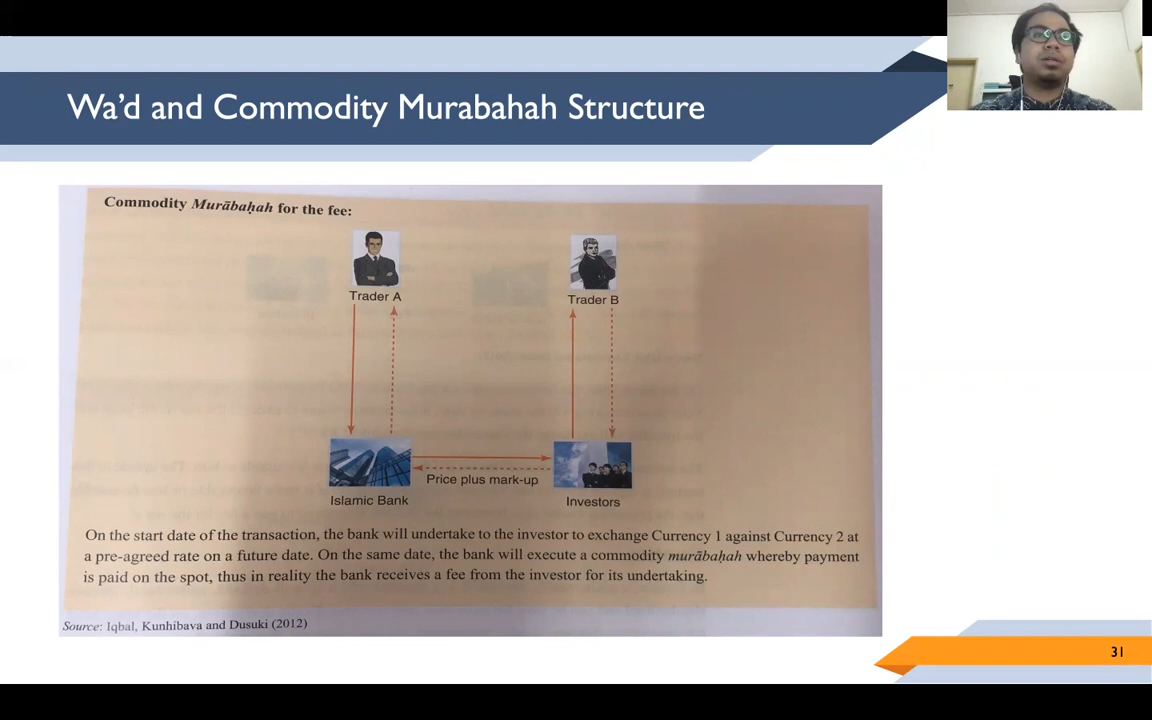 Wa'd and Commodity Murabahah Structure
Commodity Murābaḥah for the fee:
Trader A
Trader B
Price plus mark-up
Islamic Bank
Investors
On the start date of the transaction, the bank will undertake to the investor to exchange Currency 1 against Currency 2 at
a pre-agreed rate on a future date. On the same date, the bank will execute a commodity murābaḥah whereby payment
is paid on the spot, thus in reality the bank receives a fee from the investor for its undertaking.
Source: Iqbal, Kunhibava and Dusuki (2012)
31